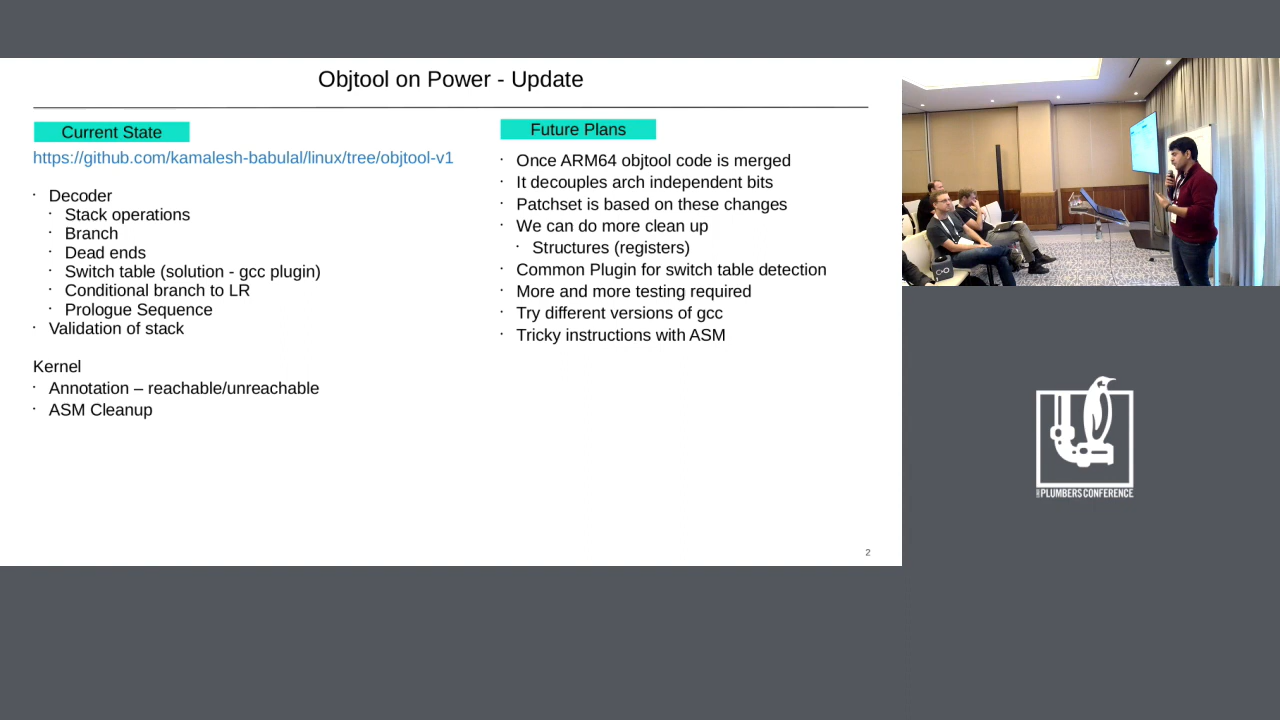 Objtool on Power - Update
Current State
https://github.com/kamalesh-babulal/linux/tree/objtool-v1
· Decoder
· Stack operations
· Branch
· Dead ends
· Switch table (solution - gcc plugin)
· Conditional branch to LR
· Prologue Sequence
· Validation of stack
Kernel
· Annotation – reachable/unreachable
· ASM Cleanup
Future Plans
· Once ARM64 objtool code is merged
· It decouples arch independent bits
· Patchset is based on these changes
· We can do more clean up
· Structures (registers)
· Common Plugin for switch table detection
· More and more testing required
· Try different versions of gcc
· Tricky instructions with ASM
2
PLUMBERS CONFERENCE